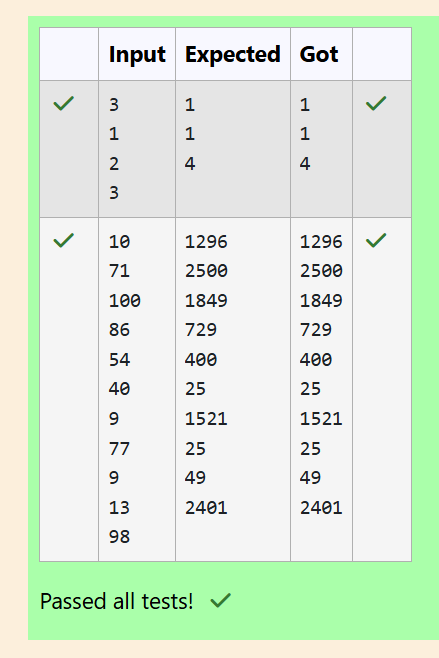 Input Expected Got
3 1 1
1 1 1
2 4 4
3
10 1296 1296
71 2500 2500
100 1849 1849
86 729 729
54 400 400
40 25 25
9 1521 1521
77 25 25
9 49 49
13 2401 2401
98
Passed all tests!